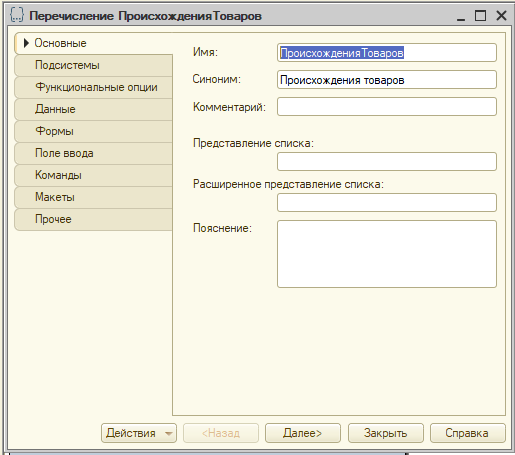 Перечисление ПроисхожденияТоваров
Основные
Подсистемы
Функциональные опции
Данные
Формы
Поле ввода
Команды
Макеты
Прочее
Имя: ПроисхожденияТоваров
Синоним: Происхождения товаров
Комментарий:
Представление списка:
Расширенное представление списка:
Пояснение:
Действия <Назад Далее> Закрыть Справка